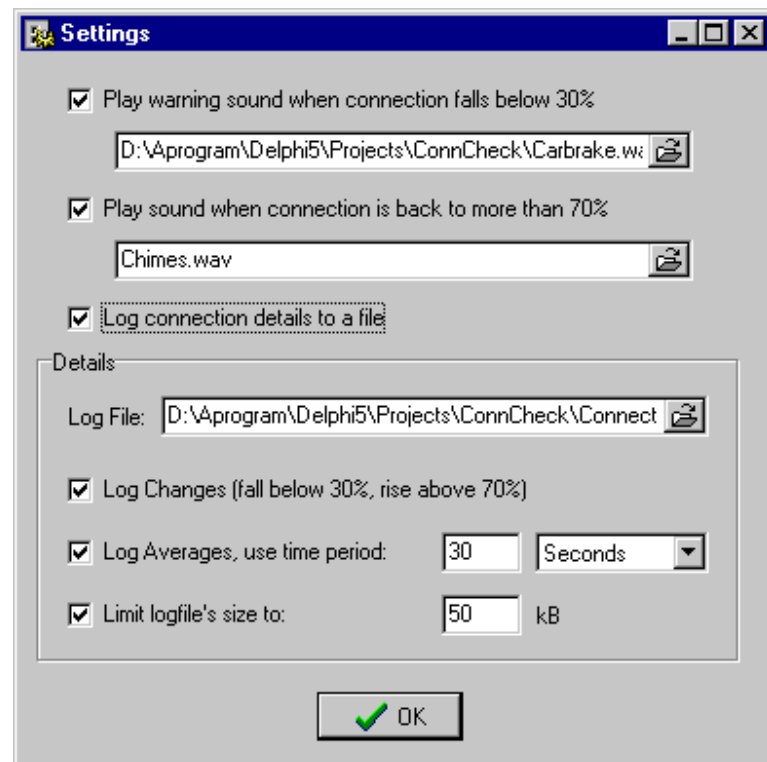 Settings
Play warning sound when connection falls below 30%
D:\Aprogram\Delphi5\Projects\ConnCheck\Carbrake.wa
Play sound when connection is back to more than 70%
Chimes.wav
Log connection details to a file
Details
Log File: D:\Aprogram\Delphi5\Projects\ConnCheck\Connect
Log Changes (fall below 30%, rise above 70%)
Log Averages, use time period: 30 Seconds
Limit logfile's size to: 50 kB
OK